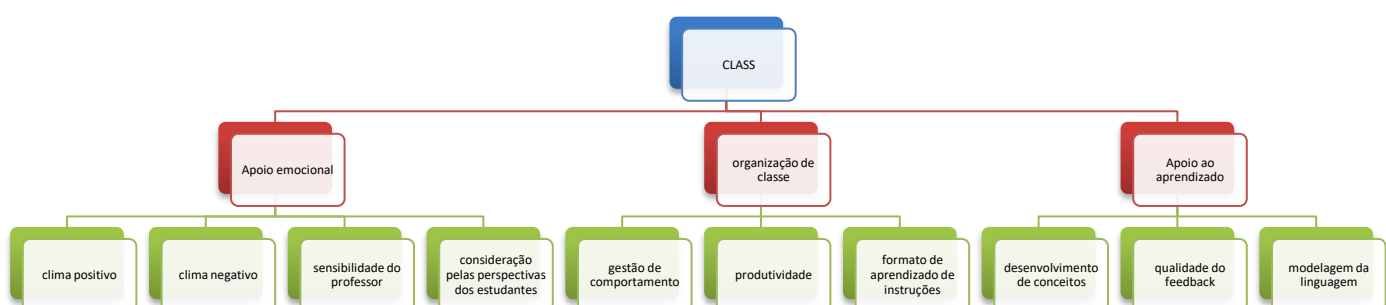 CLASS
Apoio emocional
organização de
classe
Apoio ao
aprendizado
clima positivo
clima negativo
sensibilidade do
professor
consideração
pelas perspectivas
dos estudantes
gestão de
comportamento
produtividade
formato de
aprendizado de
instruções
desenvolvimento
de conceitos
qualidade do
feedback
modelagem da
linguagem